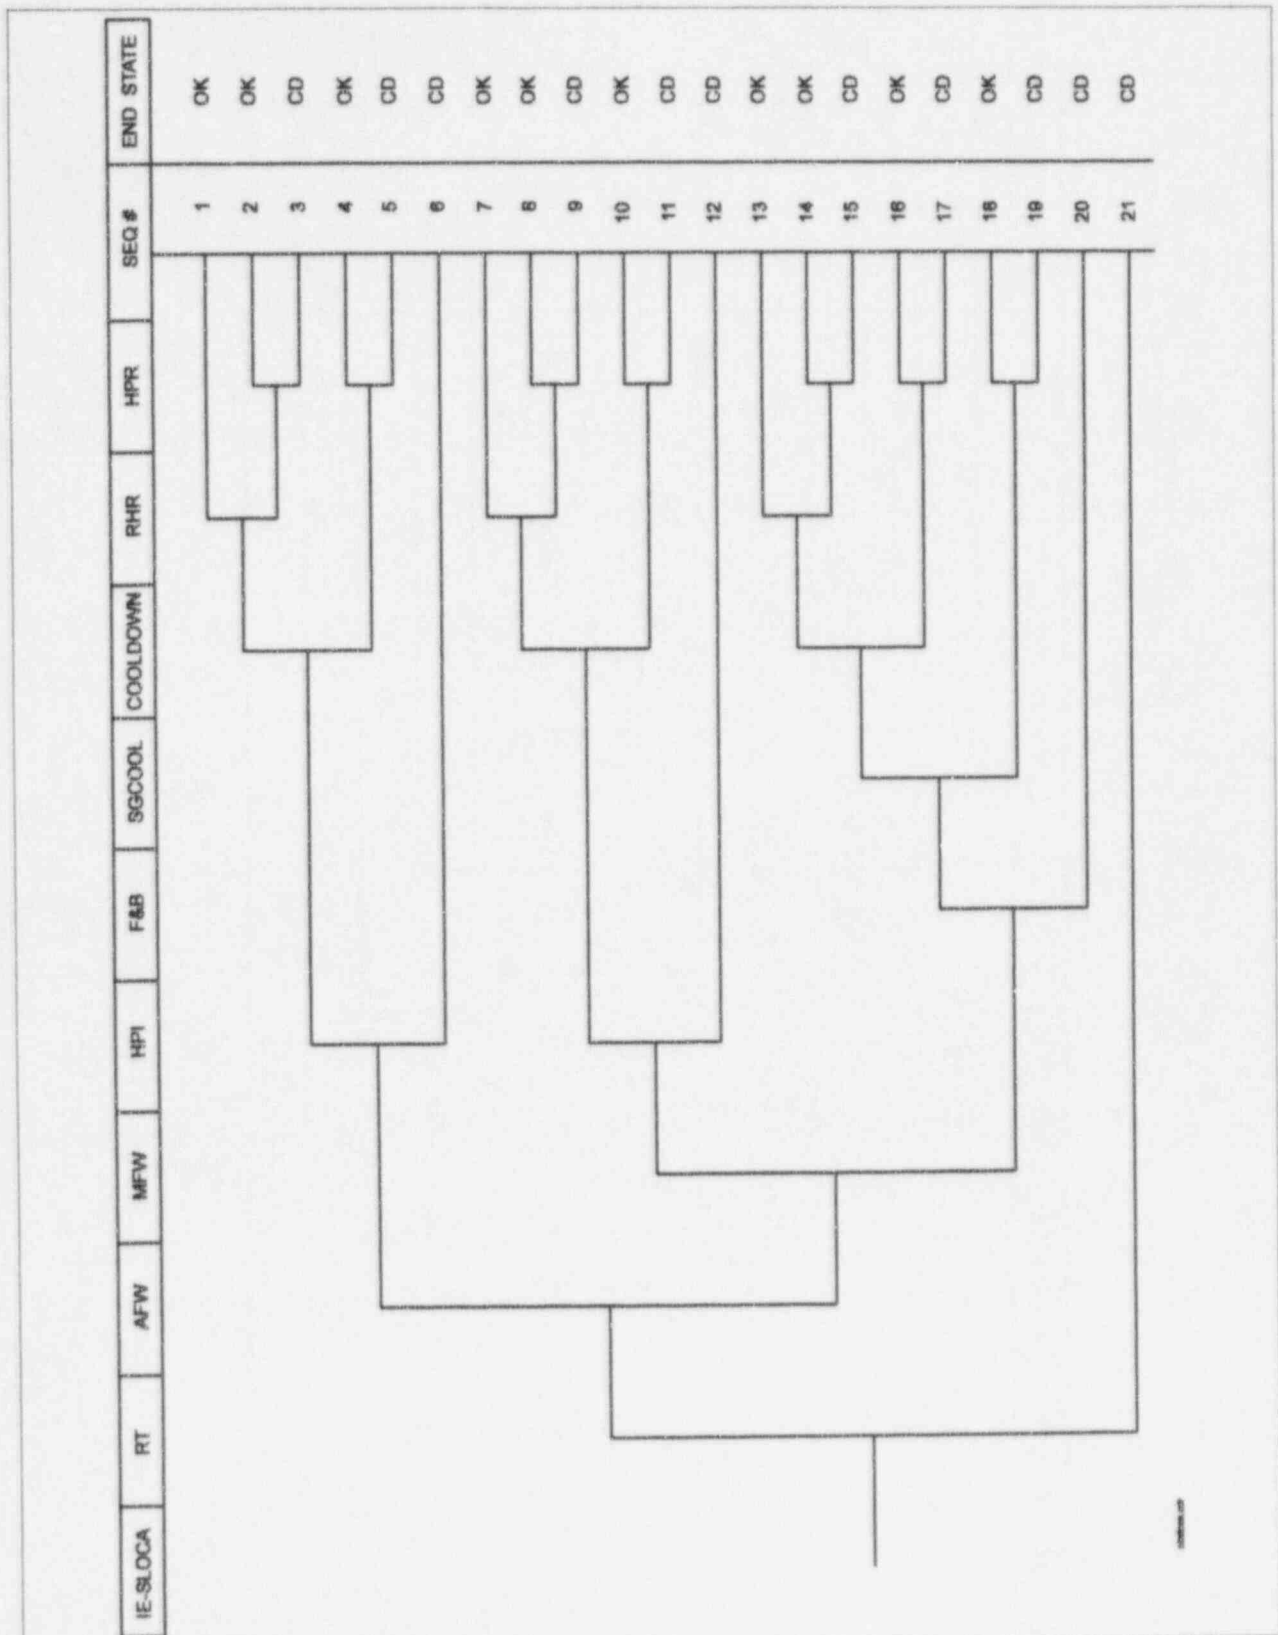 IE-SLOCA RT AFW MFW HPI F&B SGCOOL COOLDOWN RHR HPR SEQ# END STATE
1 OK
2 OK
3 CD
4 OK
5 CD
6 CD
7 OK
8 OK
9 CD
10 OK
11 CD
12 CD
13 OK
14 OK
15 CD
16 OK
17 CD
18 OK
19 CD
20 CD
21 CD